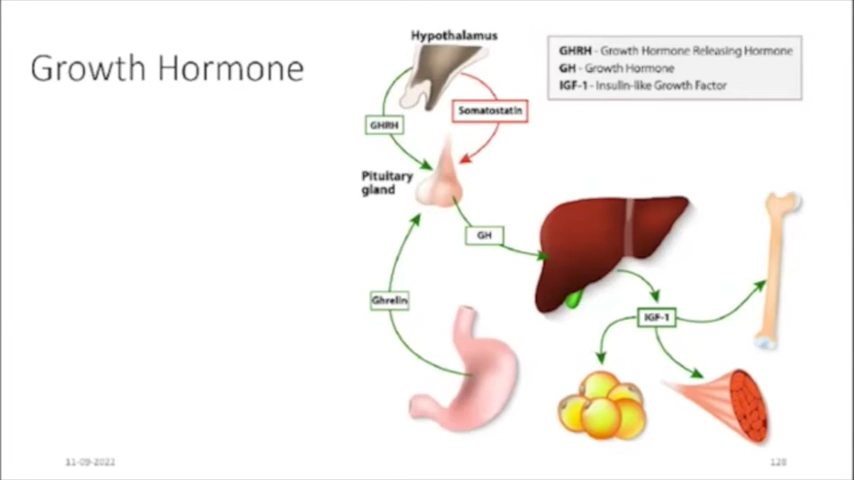 Growth Hormone
Hypothalamus
GHRH - Growth Hormone Releasing Hormone
GH - Growth Hormone
IGF-1 - Insulin-like Growth Factor
GHRH
Somatostatin
Pituitary
gland
GH
Ghrelin
IGF-1
11-09-2022
128